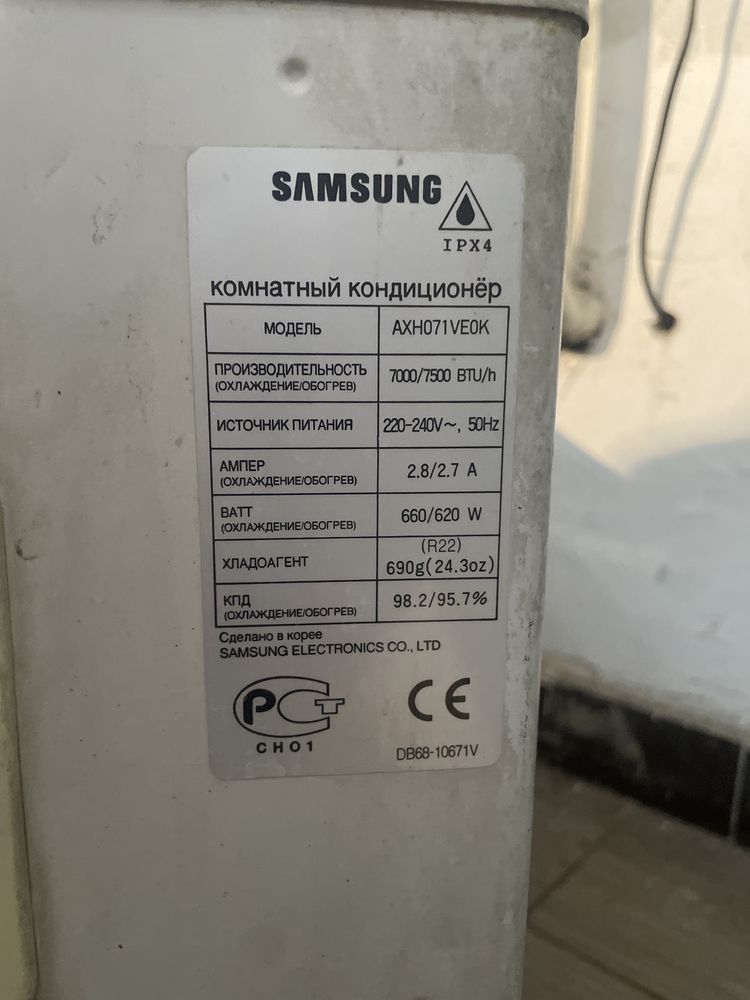 SAMSUNG
IPX4
комнатный кондиционёр
МОДЕЛЬ AXH071VE0K
ПРОИЗВОДИТЕЛЬНОСТЬ
(ОХЛАЖДЕНИЕ/ОБОГРЕВ) 7000/7500 BTU/h
ИСТОЧНИК ПИТАНИЯ 220-240V~, 50Hz
АМПЕР
(ОХЛАЖДЕНИЕ/ОБОГРЕВ) 2.8/2.7 A
ВАТТ
(ОХЛАЖДЕНИЕ/ОБОГРЕВ) 660/620 W
ХЛАДОАГЕНТ (R22)
690g(24.3oz)
КПД
(ОХЛАЖДЕНИЕ/ОБОГРЕВ) 98.2/95.7%
Сделано в корее
SAMSUNG ELECTRONICS CO., LTD
РСТ CE
CHO1
DB68-10671V